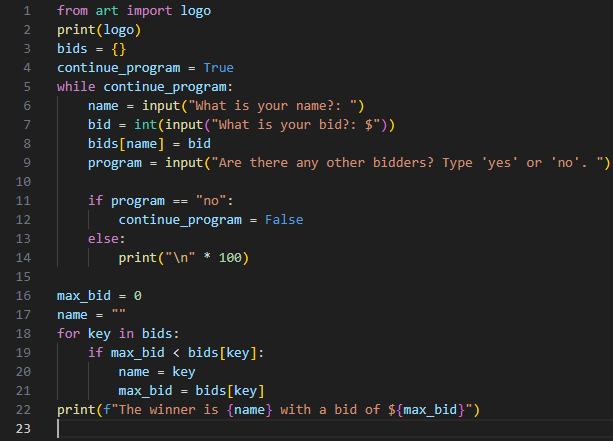 1 from art import logo
2 print(logo)
3 bids = {}
4 continue_program = True
5 while continue_program:
6     name = input("What is your name?: ")
7     bid = int(input("What is your bid?: $"))
8     bids[name] = bid
9     program = input("Are there any other bidders? Type 'yes' or 'no'. ")
10
11     if program == "no":
12         continue_program = False
13     else:
14         print("\n" * 100)
15
16 max_bid = 0
17 name = ""
18 for key in bids:
19     if max_bid < bids[key]:
20         name = key
21         max_bid = bids[key]
22 print(f"The winner is {name} with a bid of ${max_bid}")
23